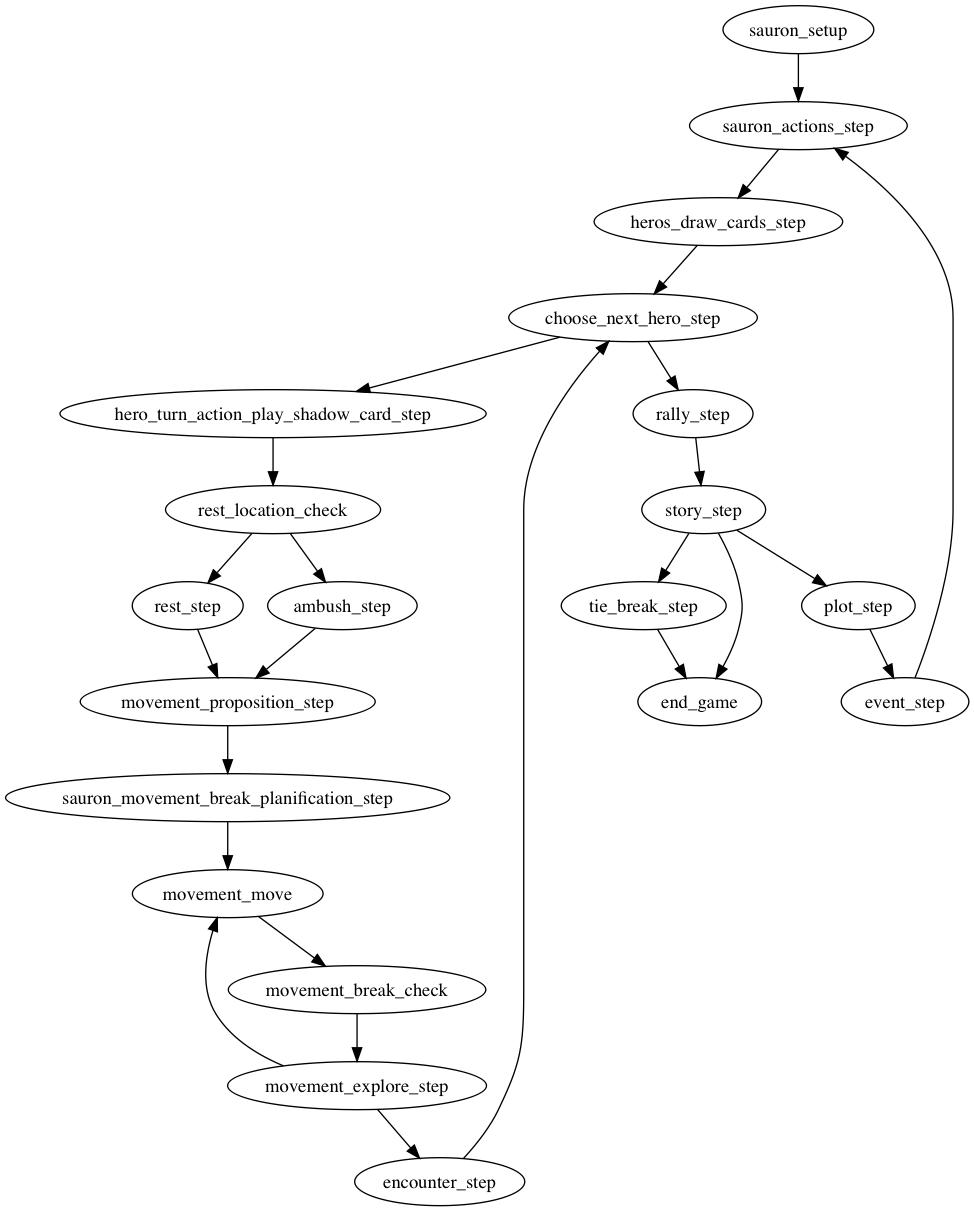 sauron_setup
sauron_actions_step
heros_draw_cards_step
choose_next_hero_step
hero_turn_action_play_shadow_card_step
rally_step
rest_location_check
story_step
rest_step
ambush_step
tie_break_step
plot_step
movement_proposition_step
end_game
event_step
sauron_movement_break_planification_step
movement_move
movement_break_check
movement_explore_step
encounter_step